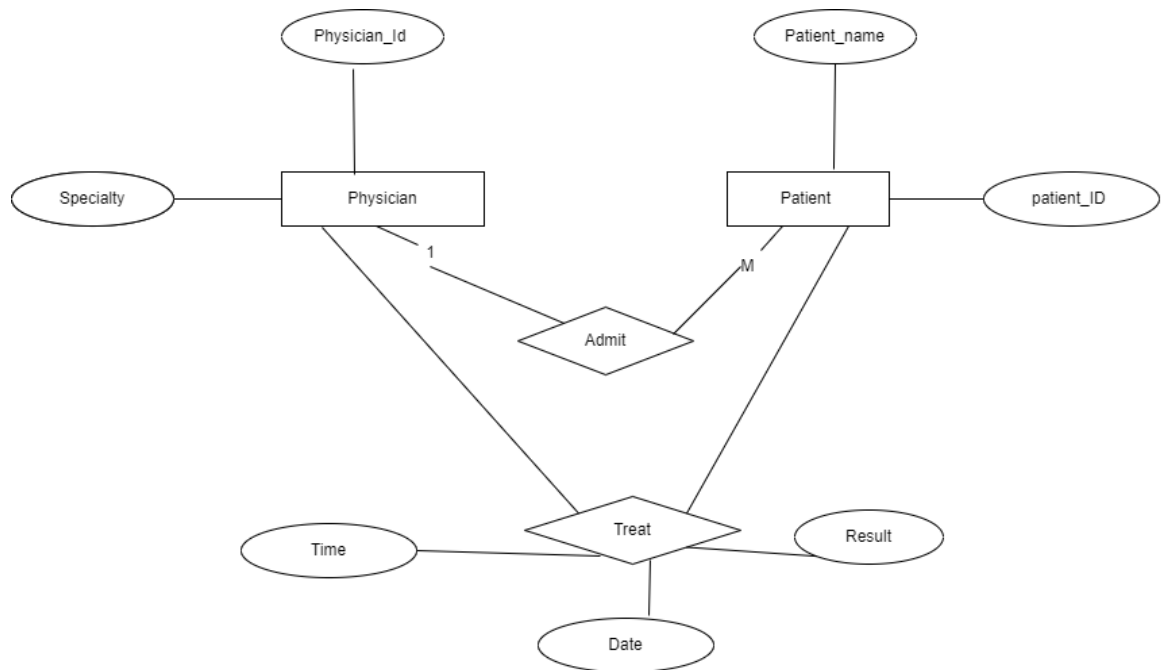 Physician_Id
Patient_name
Specialty
Physician
Patient
patient_ID
1
M
Admit
Treat
Time
Result
Date